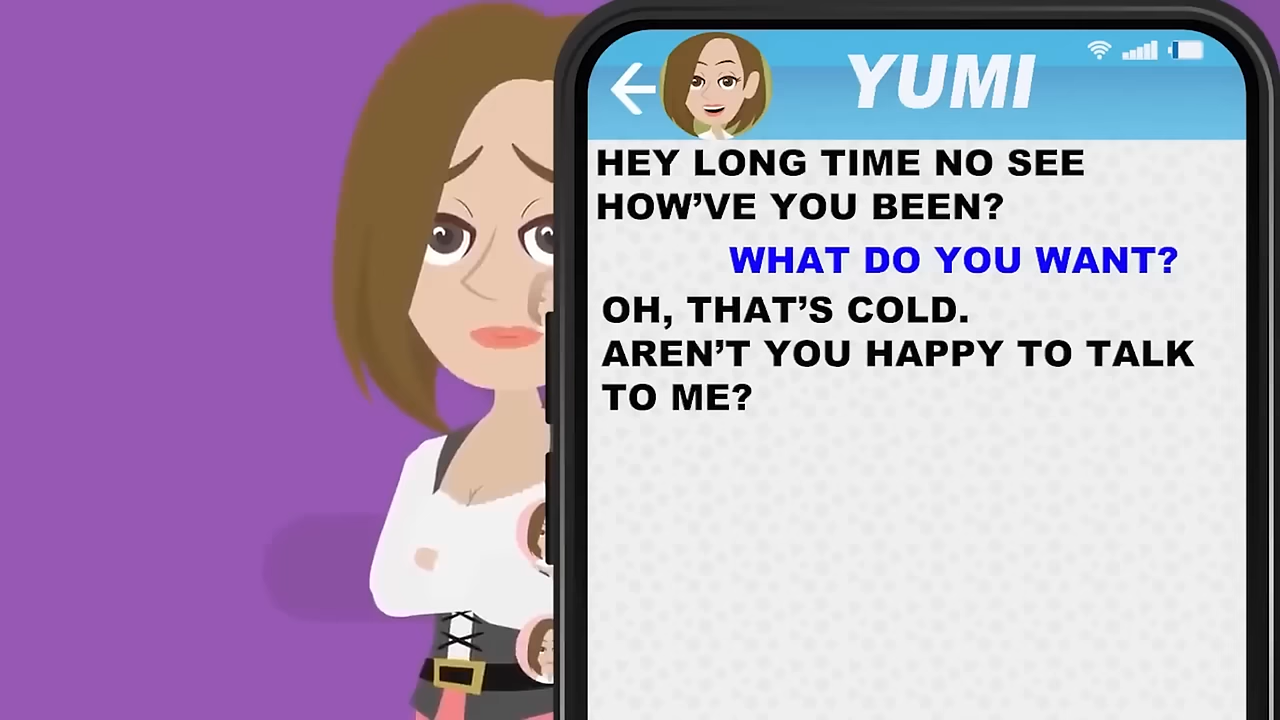 YUMI
HEY LONG TIME NO SEE
HOW'VE YOU BEEN?
WHAT DO YOU WANT?
OH, THAT'S COLD.
AREN'T YOU HAPPY TO TALK
TO ME?